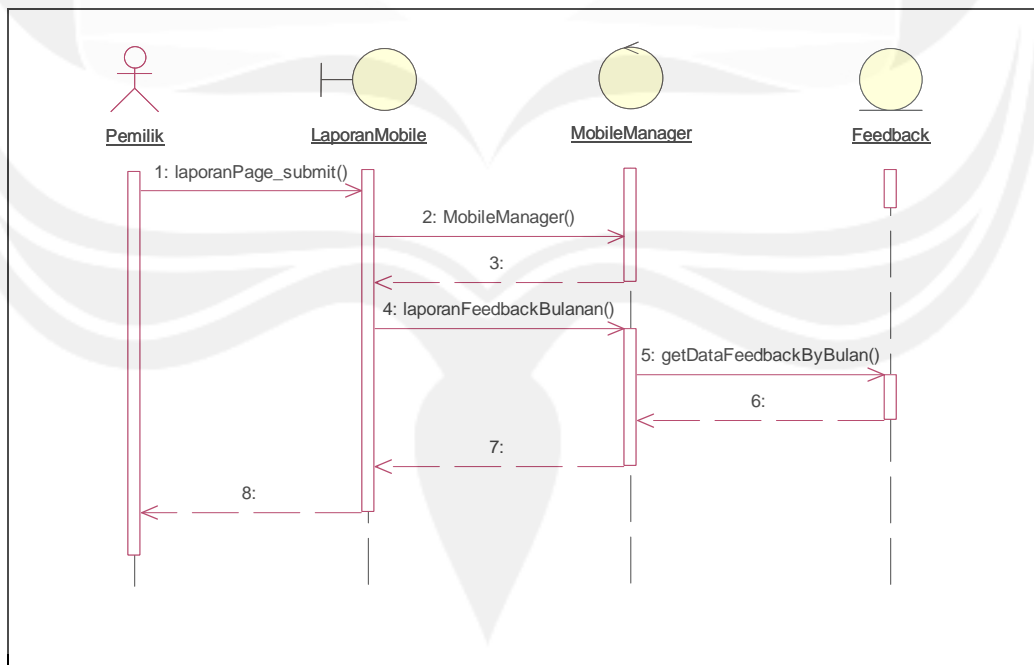 Pemilik
LaporanMobile
MobileManager
Feedback
1: laporanPage_submit()
2: MobileManager()
3:
4: laporanFeedbackBulanan()
5: getDataFeedbackByBulan()
6:
7:
8: